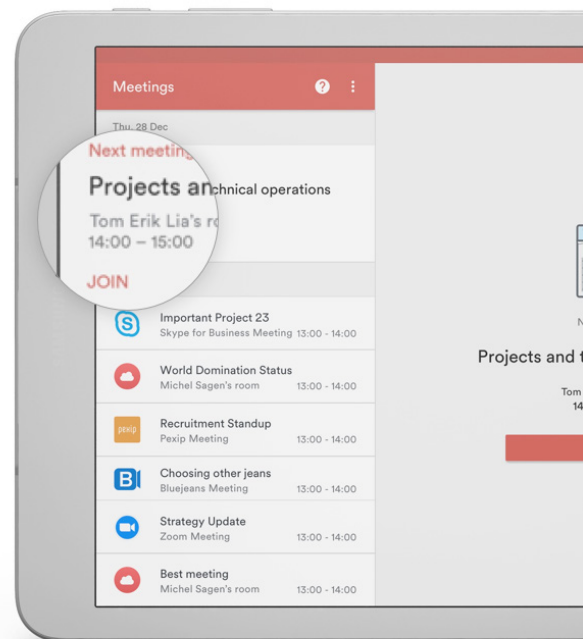 Meetings
?
Thu, 28 Dec
Next meeting
Projects an chnical operations
Tom Erik Lia's ro
14:00 – 15:00
JOIN
N
Projects and t
Tom
14
S
Important Project 23
Skype for Business Meeting 13:00 - 14:00
World Domination Status
Michel Sagen's room 13:00 - 14:00
pexip
Recruitment Standup
Pexip Meeting 13:00 - 14:00
B
Choosing other jeans
Bluejeans Meeting 13:00 - 14:00
Strategy Update
Zoom Meeting 13:00 - 14:00
Best meeting
Michel Sagen's room 13:00 - 14:00